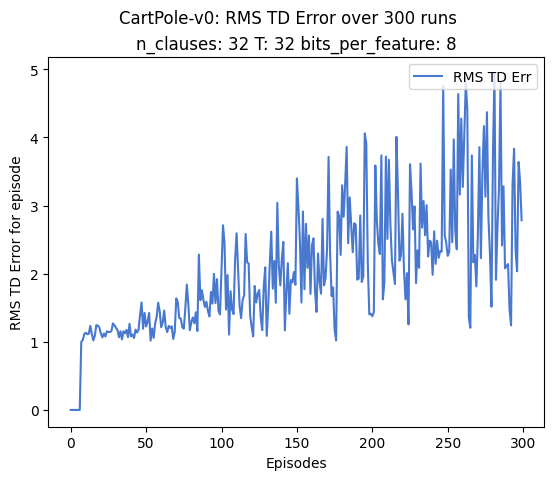 CartPole-v0: RMS TD Error over 300 runs
n_clauses: 32 T: 32 bits_per_feature: 8
RMS TD Err
RMS TD Error for episode
5
4
3
2
1
0
0 50 100 150 200 250 300
Episodes